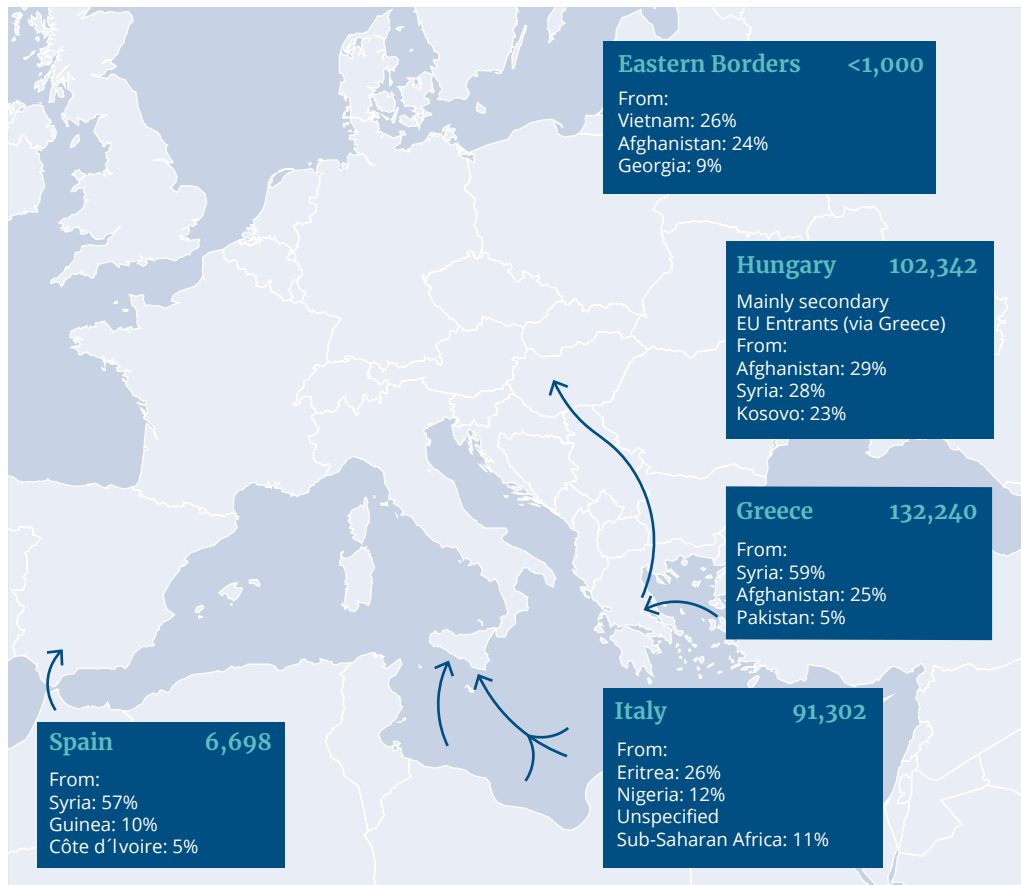 Eastern Borders <1,000
From:
Vietnam: 26%
Afghanistan: 24%
Georgia: 9%
Hungary 102,342
Mainly secondary
EU Entrants (via Greece)
From:
Afghanistan: 29%
Syria: 28%
Kosovo: 23%
Greece 132,240
From:
Syria: 59%
Afghanistan: 25%
Pakistan: 5%
Italy 91,302
From:
Eritrea: 26%
Nigeria: 12%
Unspecified
Sub-Saharan Africa: 11%
Spain 6,698
From:
Syria: 57%
Guinea: 10%
Côte d´Ivoire: 5%